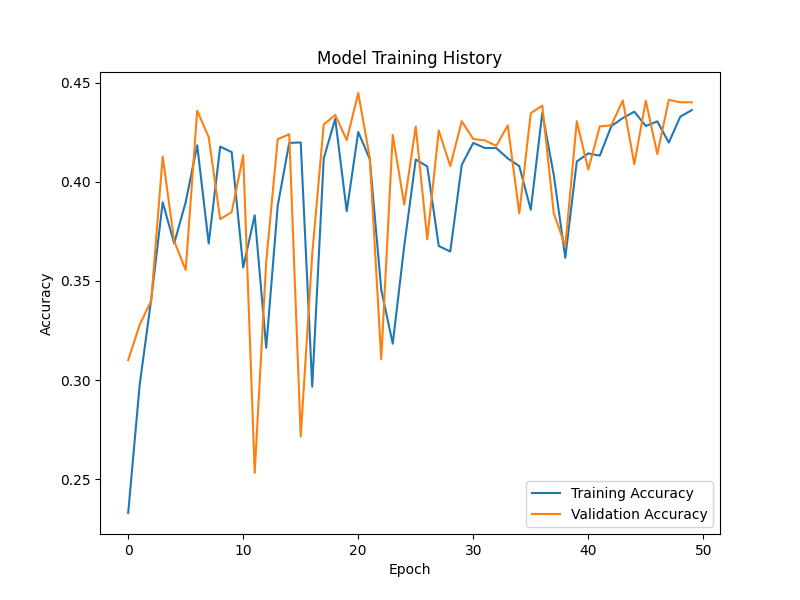 Model Training History
0.45
0.40
0.35
0.30
0.25
Accuracy
0 10 20 30 40 50
Epoch
Training Accuracy
Validation Accuracy